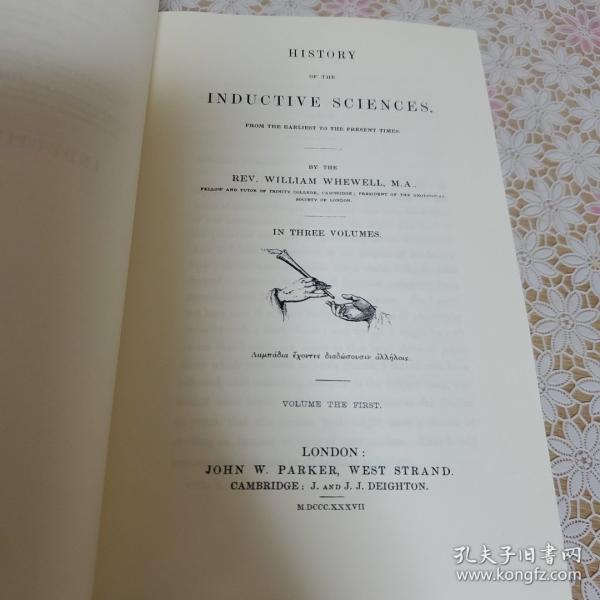 HISTORY
OF THE
INDUCTIVE SCIENCES,
FROM THE EARLIEST TO THE PRESENT TIMES.
BY THE
REV. WILLIAM WHEWELL, M.A.,
FELLOW AND TUTOR OF TRINITY COLLEGE, CAMBRIDGE; PRESIDENT OF THE GEOLOGICAL
SOCIETY OF LONDON.
IN THREE VOLUMES.
Λαμπάδια ἔχοντες διαδώσουσιν ἀλλήλοις.
VOLUME THE FIRST.
LONDON:
JOHN W. PARKER, WEST STRAND.
CAMBRIDGE: J. AND J. J. DEIGHTON.
M.DCCC.XXXVII
孔夫子旧书网
www.kongfz.com